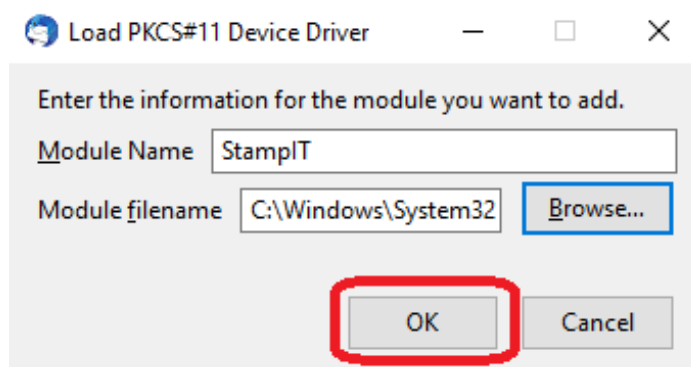 Load PKCS#11 Device Driver
Enter the information for the module you want to add.
Module Name StampIT
Module filename C:\Windows\System32 Browse...
OK Cancel